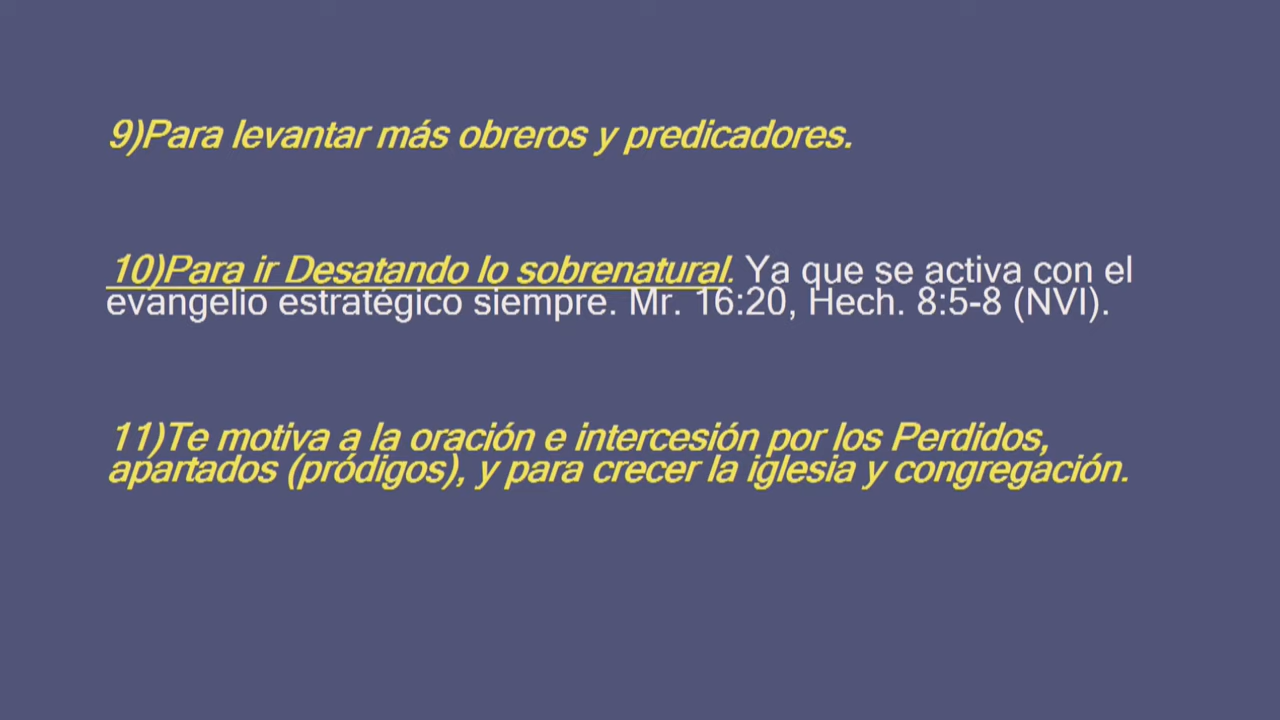 9)Para levantar más obreros y predicadores.
10)Para ir Desatando lo sobrenatural. Ya que se activa con el
evangelio estratégico siempre. Mr. 16:20, Hech. 8:5-8 (NVI).
11)Te motiva a la oración e intercesión por los Perdidos,
apartados (pródigos), y para crecer la iglesia y congregación.